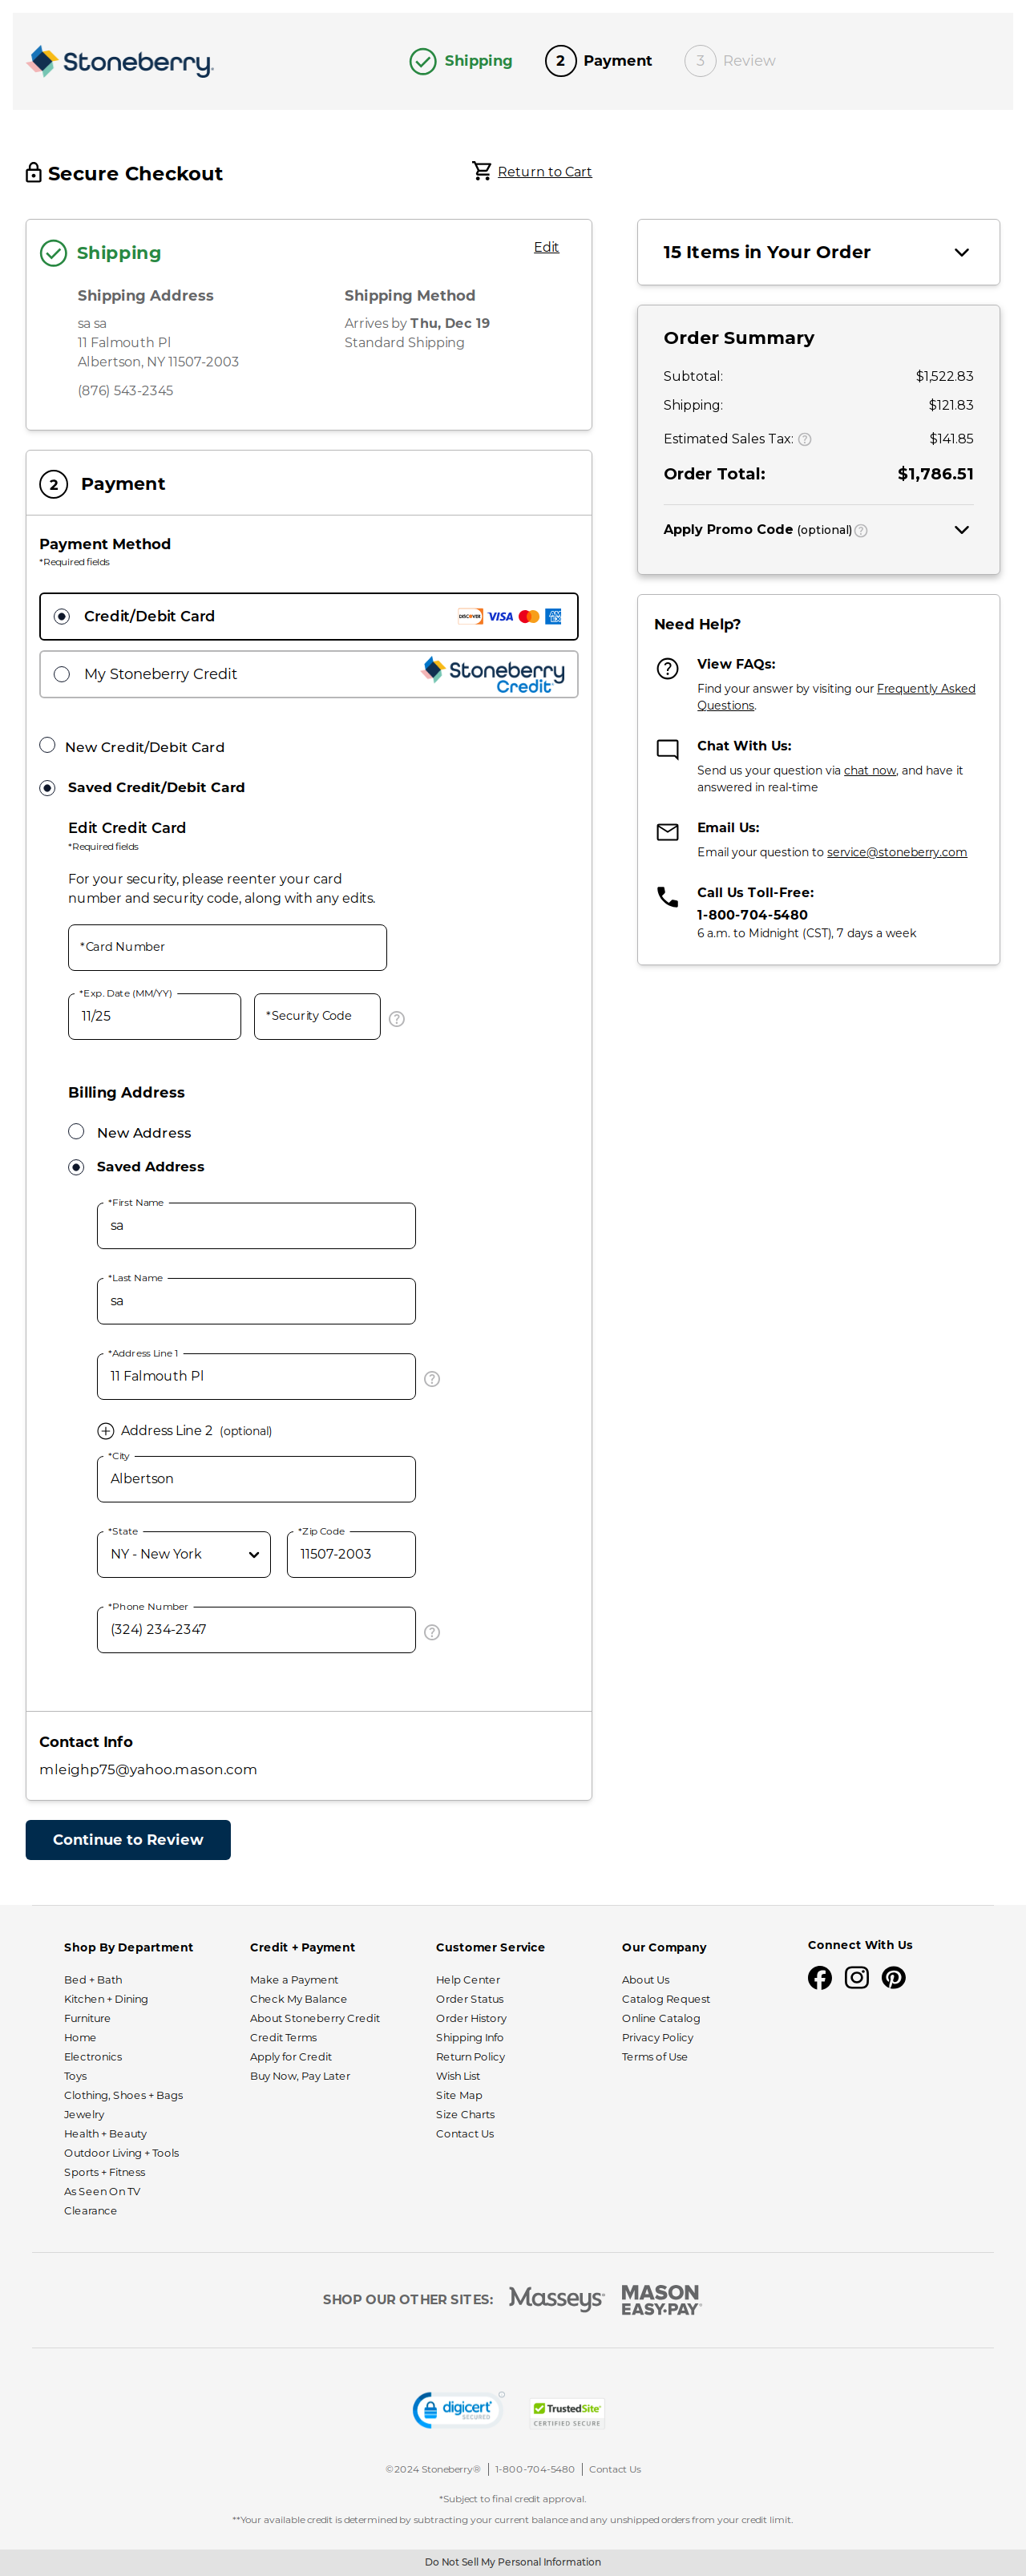 Stoneberry.
Shipping
2 Payment
3 Review
Secure Checkout
Return to Cart
Shipping
Edit
Shipping Address
sa sa
11 Falmouth Pl
Albertson, NY 11507-2003
(876) 543-2345
Shipping Method
Arrives by Thu, Dec 19
Standard Shipping
2 Payment
Payment Method
*Required fields
Credit/Debit Card
DISCOVER VISA AMEX
My Stoneberry Credit
Stoneberry
Credit
New Credit/Debit Card
Saved Credit/Debit Card
Edit Credit Card
*Required fields
For your security, please reenter your card
number and security code, along with any edits.
*Card Number
*Exp. Date (MM/YY)
11/25
*Security Code
Billing Address
New Address
Saved Address
*First Name
sa
*Last Name
sa
*Address Line 1
11 Falmouth Pl
Address Line 2 (optional)
*City
Albertson
*State
NY - New York
*Zip Code
11507-2003
*Phone Number
(324) 234-2347
Contact Info
mleighp75@yahoo.mason.com
Continue to Review
15 Items in Your Order
Order Summary
Subtotal: $1,522.83
Shipping: $121.83
Estimated Sales Tax: $141.85
Order Total: $1,786.51
Apply Promo Code (optional)
Need Help?
View FAQs:
Find your answer by visiting our Frequently Asked
Questions.
Chat With Us:
Send us your question via chat now, and have it
answered in real-time
Email Us:
Email your question to service@stoneberry.com
Call Us Toll-Free:
1-800-704-5480
6 a.m. to Midnight (CST), 7 days a week
Shop By Department
Bed + Bath
Kitchen + Dining
Furniture
Home
Electronics
Toys
Clothing, Shoes + Bags
Jewelry
Health + Beauty
Outdoor Living + Tools
Sports + Fitness
As Seen On TV
Clearance
Credit + Payment
Make a Payment
Check My Balance
About Stoneberry Credit
Credit Terms
Apply for Credit
Buy Now, Pay Later
Customer Service
Help Center
Order Status
Order History
Shipping Info
Return Policy
Wish List
Site Map
Size Charts
Contact Us
Our Company
About Us
Catalog Request
Online Catalog
Privacy Policy
Terms of Use
Connect With Us
SHOP OUR OTHER SITES:
Masseys®
MASON
EASY•PAY®
digicert®
SECURED
TrustedSite®
CERTIFIED SECURE
©2024 Stoneberry® | 1-800-704-5480 | Contact Us
*Subject to final credit approval.
**Your available credit is determined by subtracting your current balance and any unshipped orders from your credit limit.
Do Not Sell My Personal Information